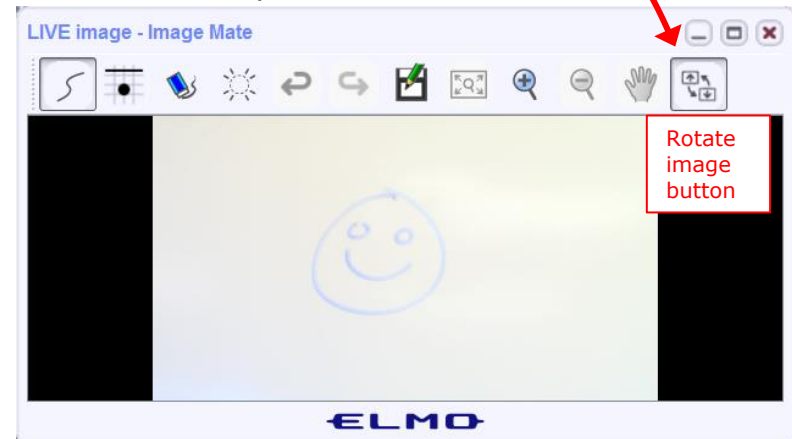 LIVE image - Image Mate
Rotate
image
button
ELMO